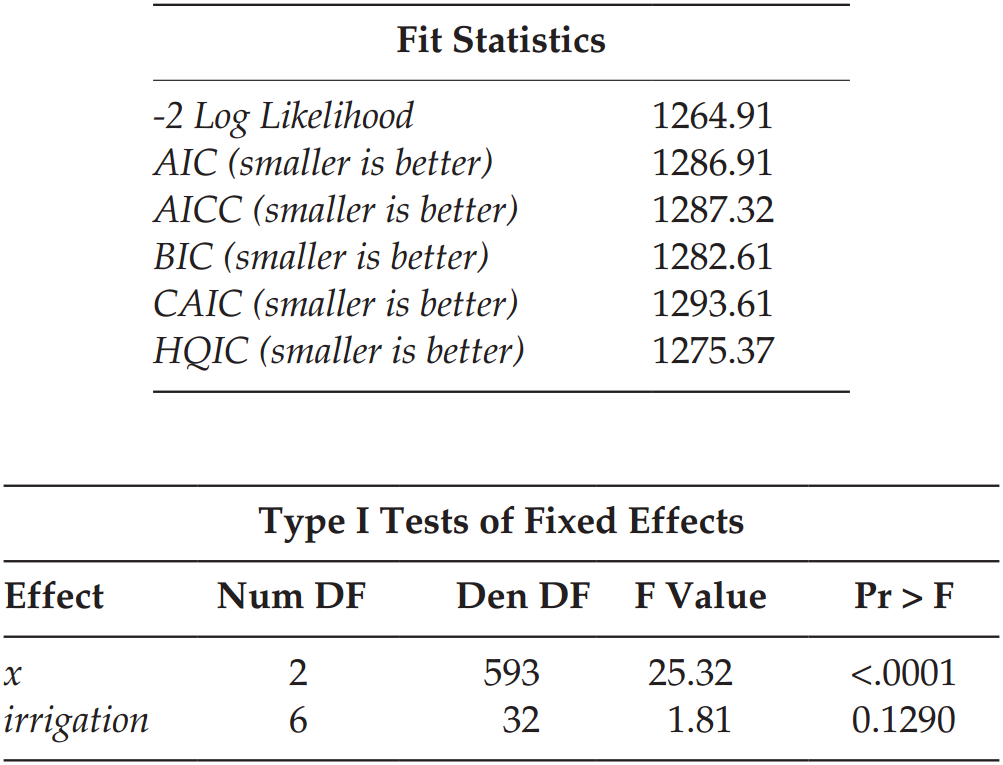 Fit Statistics
-2 Log Likelihood 1264.91
AIC (smaller is better) 1286.91
AICC (smaller is better) 1287.32
BIC (smaller is better) 1282.61
CAIC (smaller is better) 1293.61
HQIC (smaller is better) 1275.37
Type I Tests of Fixed Effects
Effect Num DF Den DF F Value Pr > F
x 2 593 25.32 <.0001
irrigation 6 32 1.81 0.1290